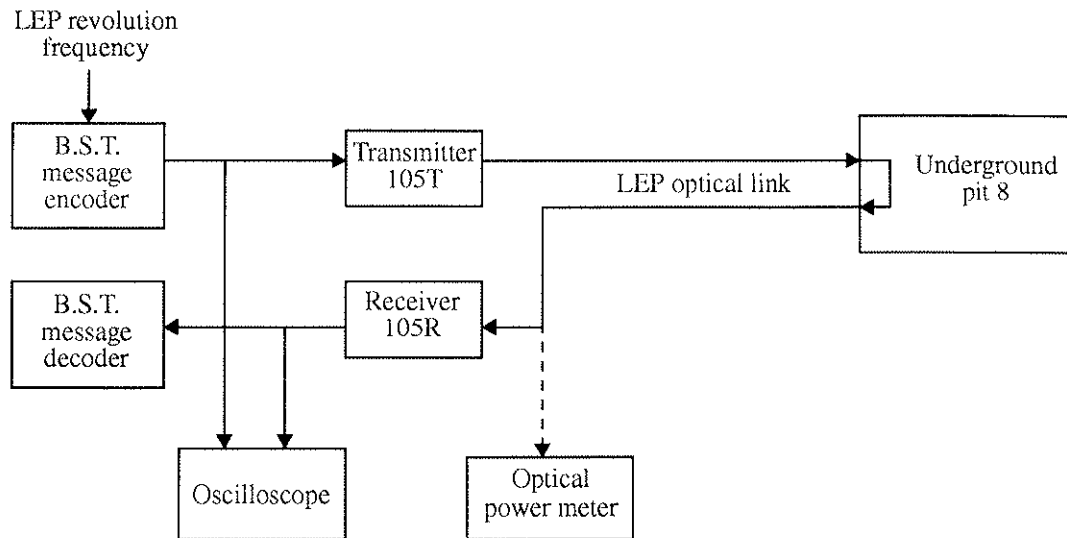 LEP revolution
frequency
B.S.T.
message
encoder
Transmitter
105T
LEP optical link
Underground
pit 8
B.S.T.
message
decoder
Receiver
105R
Oscilloscope
Optical
power meter